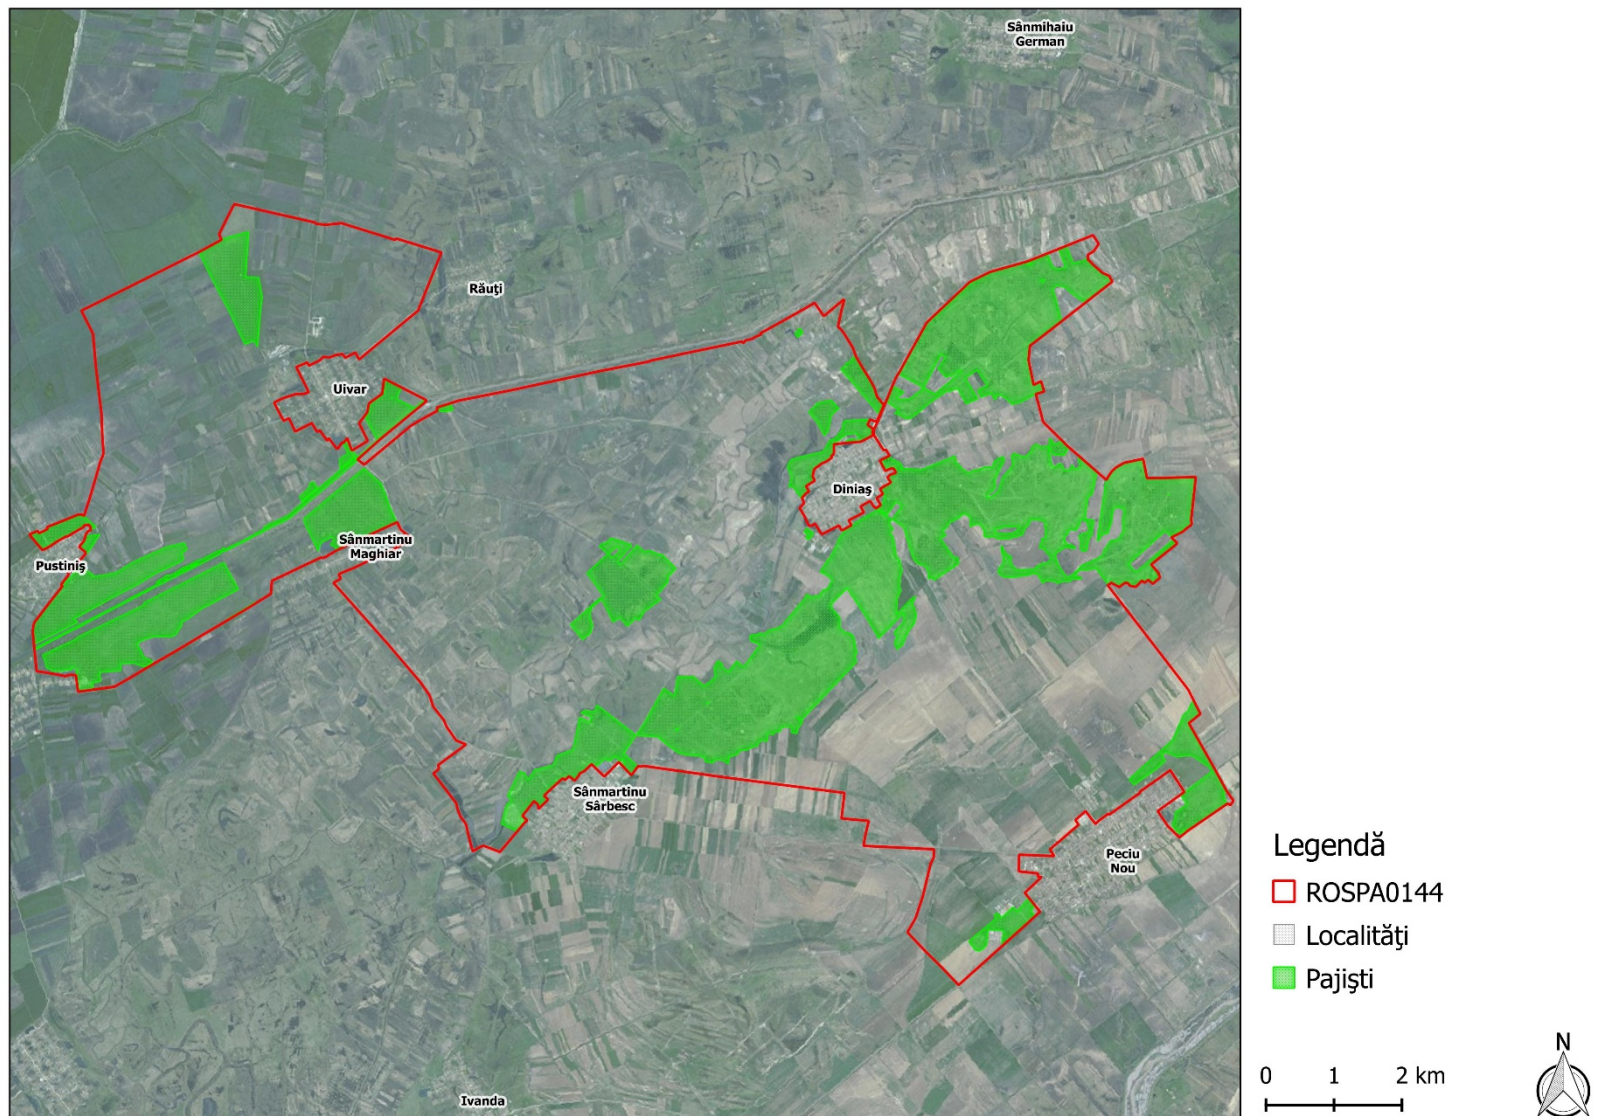 Sânmihaiu
German
Răuţi
Uivar
Diniaş
Sânmartinu
Maghiar
Pustiniş
Sânmartinu
Sârbesc
Peciu
Nou
Ivanda
Legendă
ROSPA0144
Localităţi
Pajişti
0 1 2 km
N